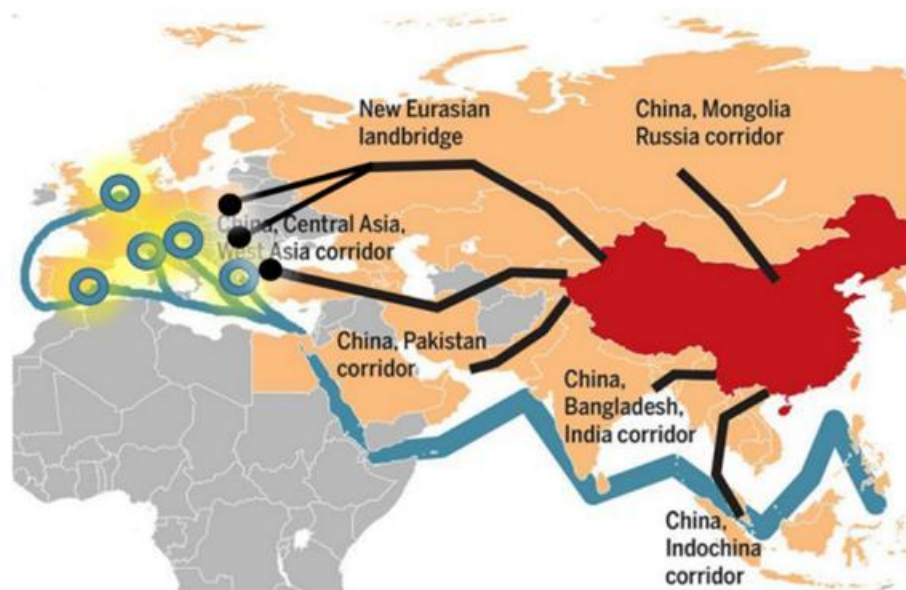 New Eurasian
landbridge
China, Mongolia
Russia corridor
China, Central Asia,
West Asia corridor
China, Pakistan
corridor
China,
Bangladesh,
India corridor
China,
Indochina
corridor